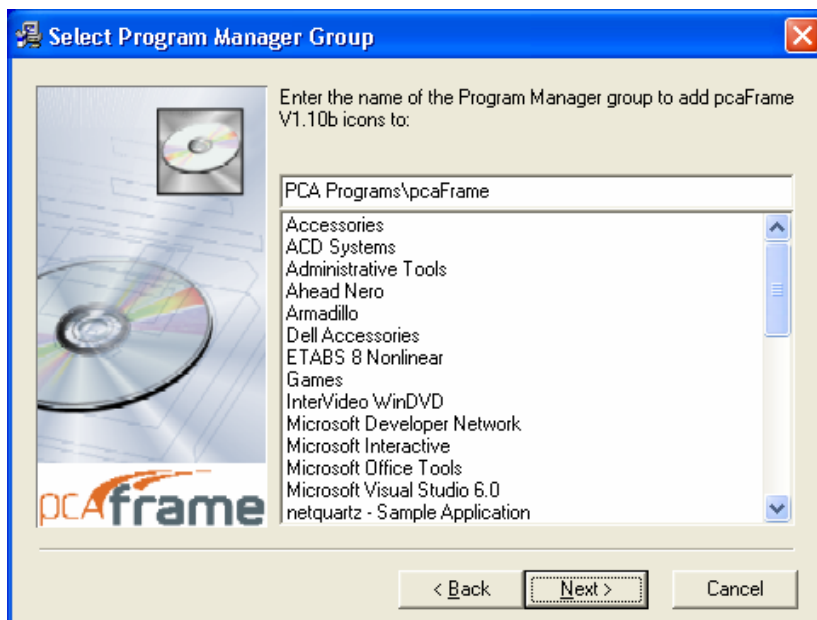 Select Program Manager Group
Enter the name of the Program Manager group to add pcaFrame
V1.10b icons to:
PCA Programs\pcaFrame
Accessories
ACD Systems
Administrative Tools
Ahead Nero
Armadillo
Dell Accessories
ETABS 8 Nonlinear
Games
InterVideo WinDVD
Microsoft Developer Network
Microsoft Interactive
Microsoft Office Tools
Microsoft Visual Studio 6.0
netquartz - Sample Application
pcaframe
< Back
Next >
Cancel